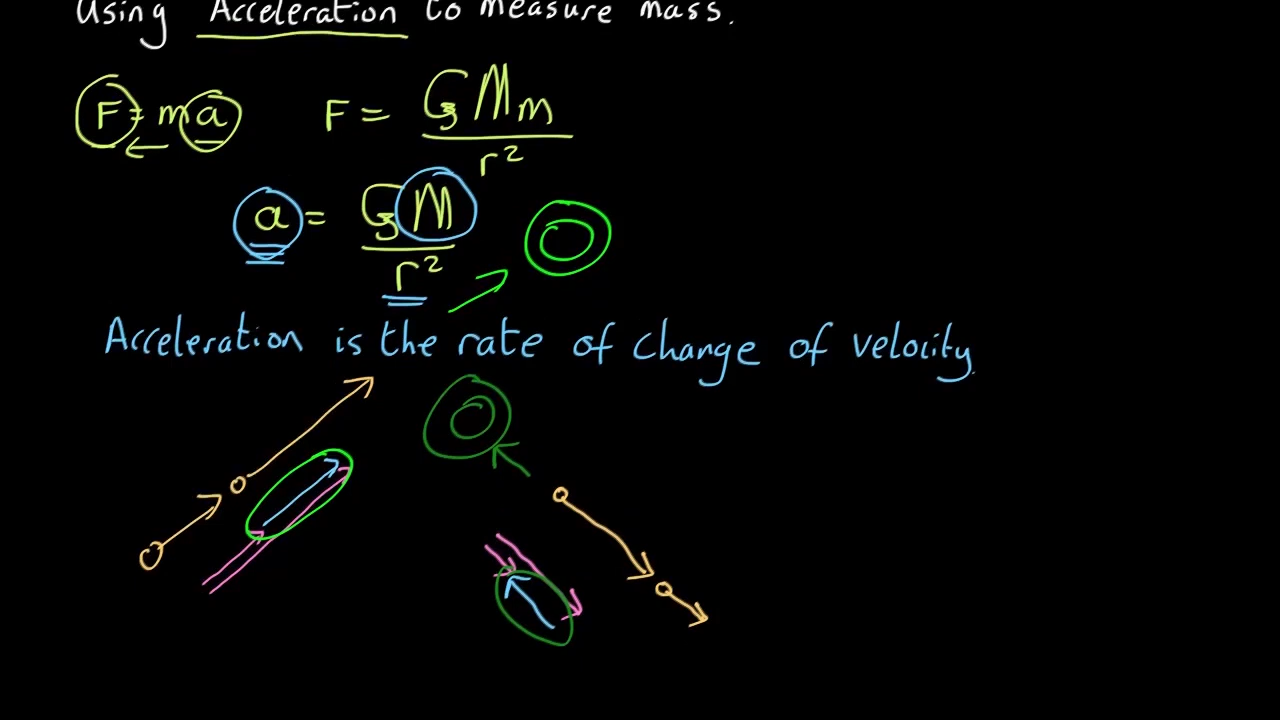 Using Acceleration to measure mass.
F = ma F = GMm / r²
a = GM / r²
Acceleration is the rate of change of velocity.